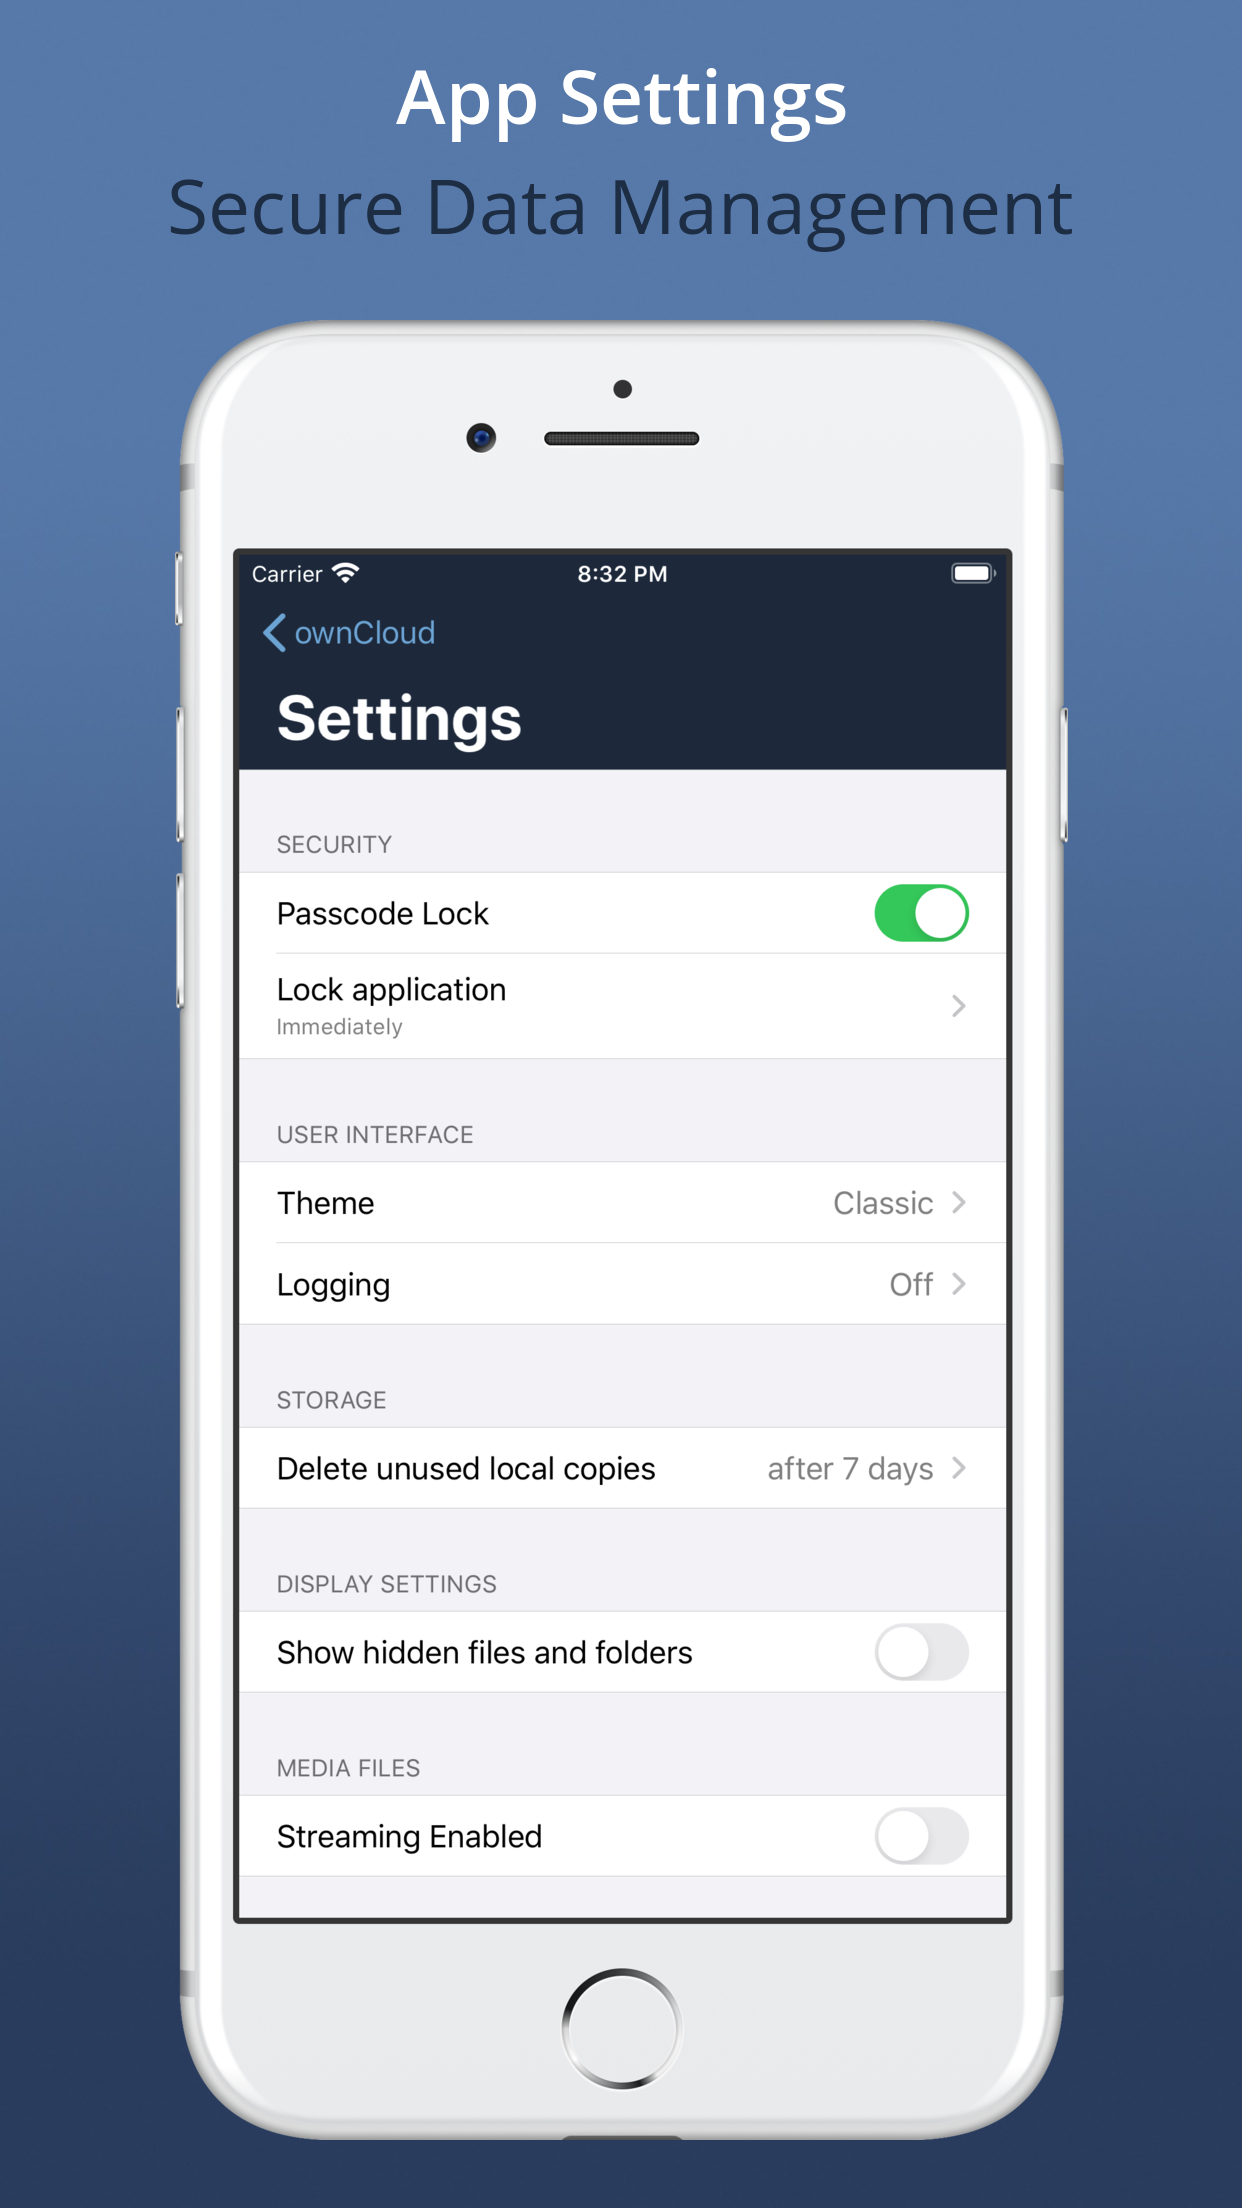 App Settings
Secure Data Management
Carrier 8:32 PM
ownCloud
Settings
SECURITY
Passcode Lock
Lock application
Immediately
USER INTERFACE
Theme Classic
Logging Off
STORAGE
Delete unused local copies after 7 days
DISPLAY SETTINGS
Show hidden files and folders
MEDIA FILES
Streaming Enabled